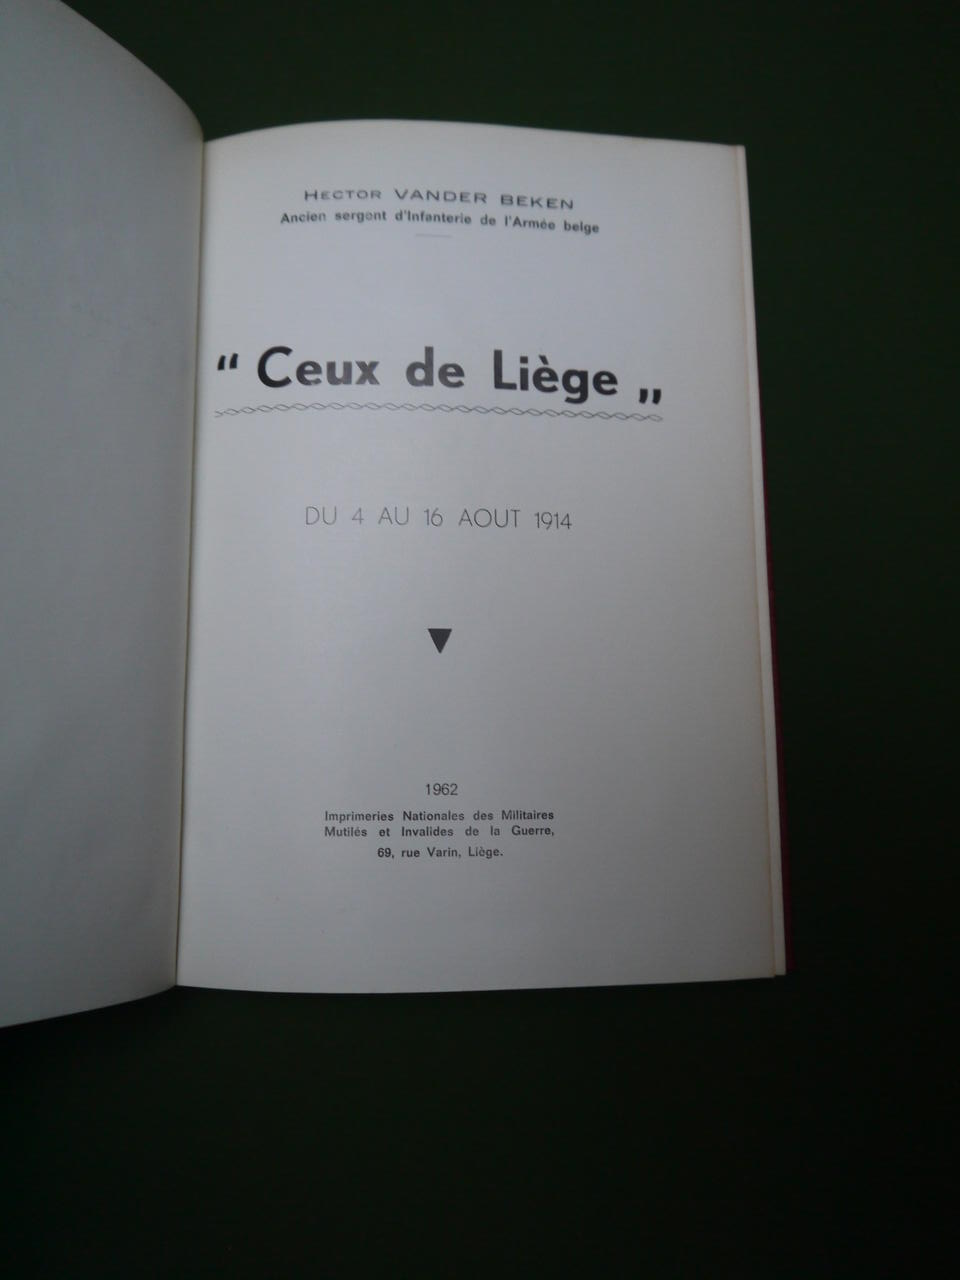 Hector VANDER BEKEN
Ancien sergent d'Infanterie de l'Armée belge
“ Ceux de Liège „
DU 4 AU 16 AOUT 1914
1962
Imprimeries Nationales des Militaires
Mutilés et Invalides de la Guerre,
69, rue Varin, Liège.